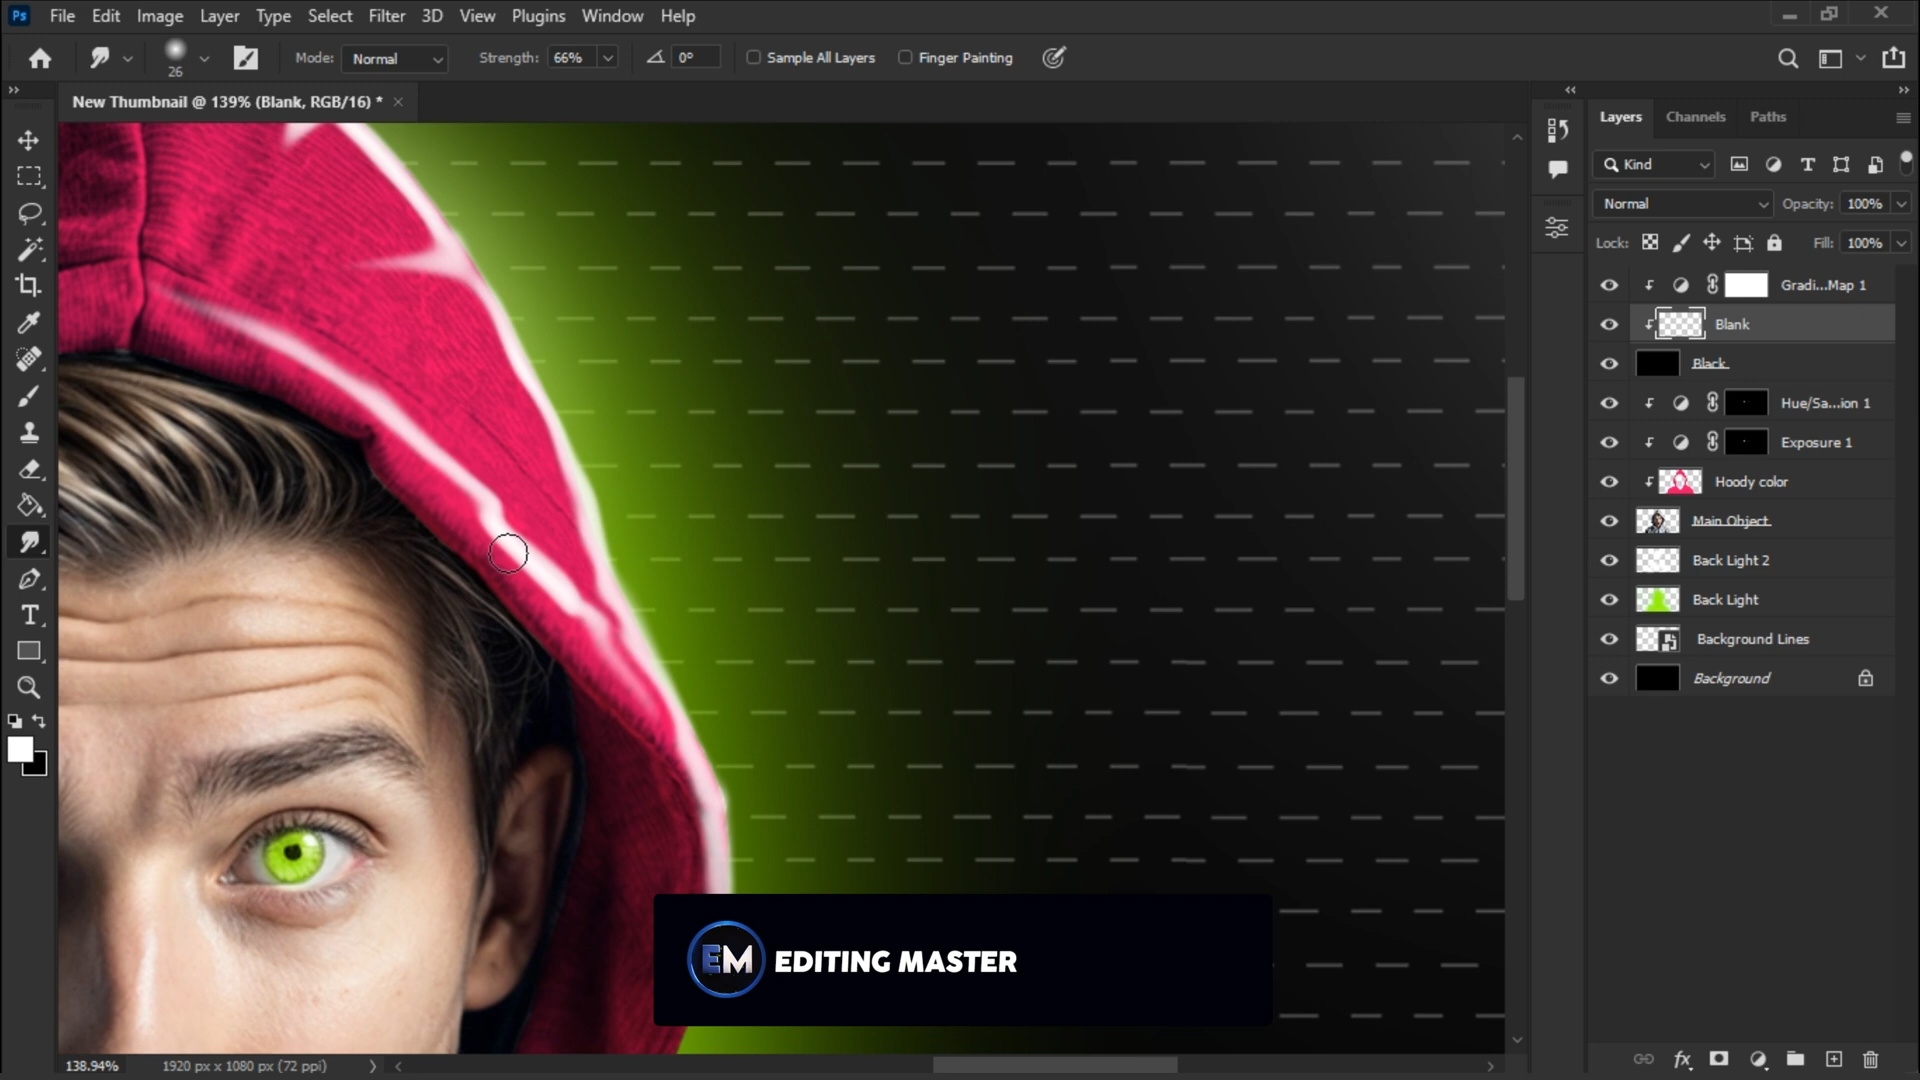 Ps File Edit Image Layer Type Select Filter 3D View Plugins Window Help
26 Mode: Normal Strength: 66% 0° Sample All Layers Finger Painting
New Thumbnail @ 139% (Blank, RGB/16) *
Layers Channels Paths
Kind
Normal Opacity: 100%
Lock: Fill: 100%
Gradi...Map 1
Blank
Black
Hue/Sa...ion 1
Exposure 1
Hoody color
Main Object
Back Light 2
Back Light
Background Lines
Background
EM EDITING MASTER
138.94% 1920 px x 1080 px (72 ppi)
fx